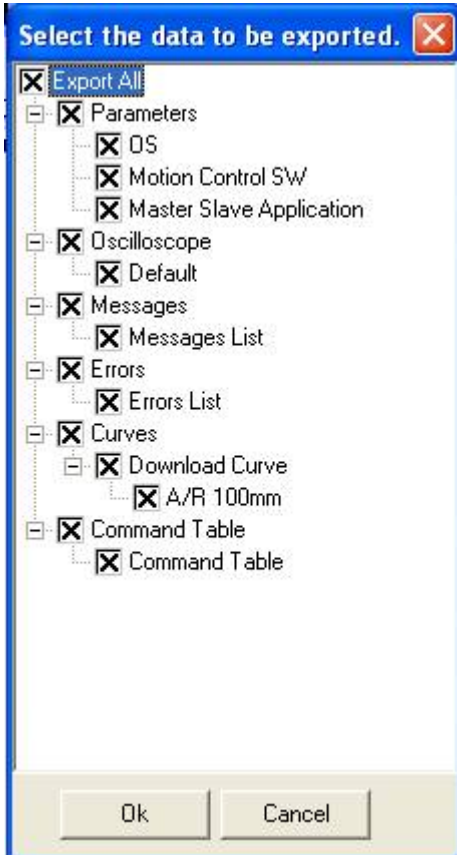 Select the data to be exported.
Export All
Parameters
OS
Motion Control SW
Master Slave Application
Oscilloscope
Default
Messages
Messages List
Errors
Errors List
Curves
Download Curve
A/R 100mm
Command Table
Command Table
Ok
Cancel